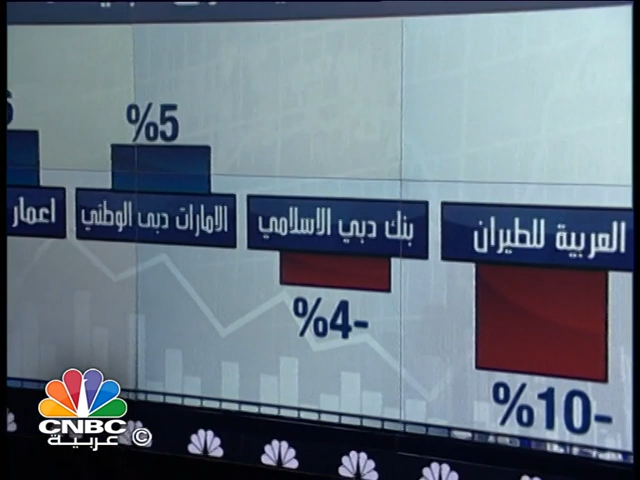 %5
العربية للطيران
بنك دبي الاسلامي
الامارات دبي الوطني
اعمار
%4-
%10-
CNBC
عربية ©